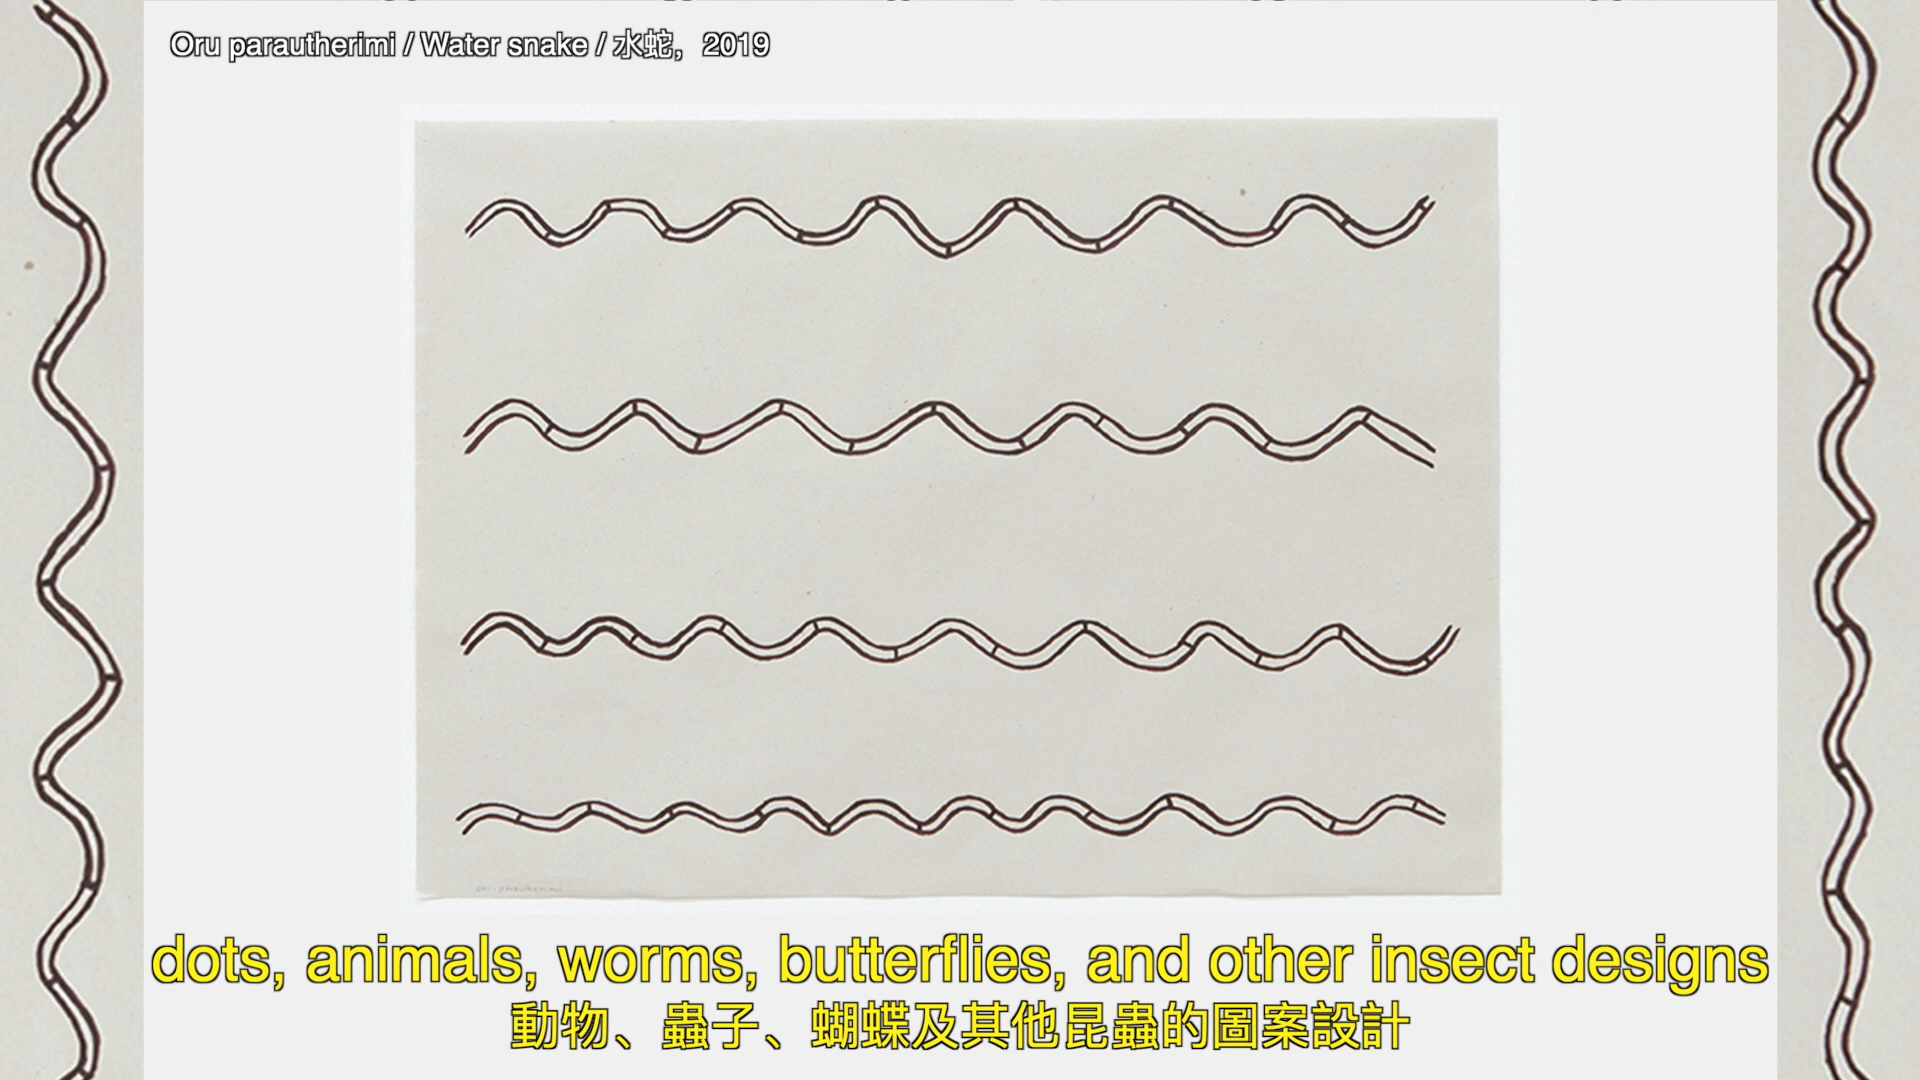 Oru parautherimi / Water snake / 水蛇，2019
dots, animals, worms, butterflies, and other insect designs
動物、蟲子、蝴蝶及其他昆蟲的圖案設計